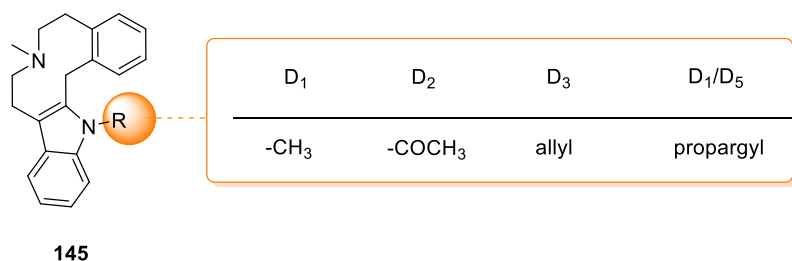 D₁ D₂ D₃ D₁/D₅
N
N R
-CH₃ -COCH₃ allyl propargyl
145